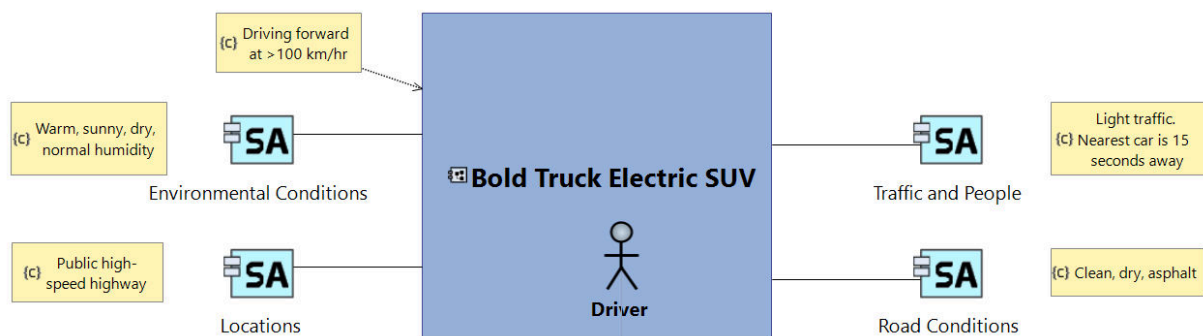 {c} Driving forward
at >100 km/hr
{c} Warm, sunny, dry,
normal humidity
SA
Environmental Conditions
{c} Public high-
speed highway
SA
Locations
Bold Truck Electric SUV
Driver
SA
Traffic and People
Light traffic.
{c} Nearest car is 15
seconds away
SA
Road Conditions
{c} Clean, dry, asphalt